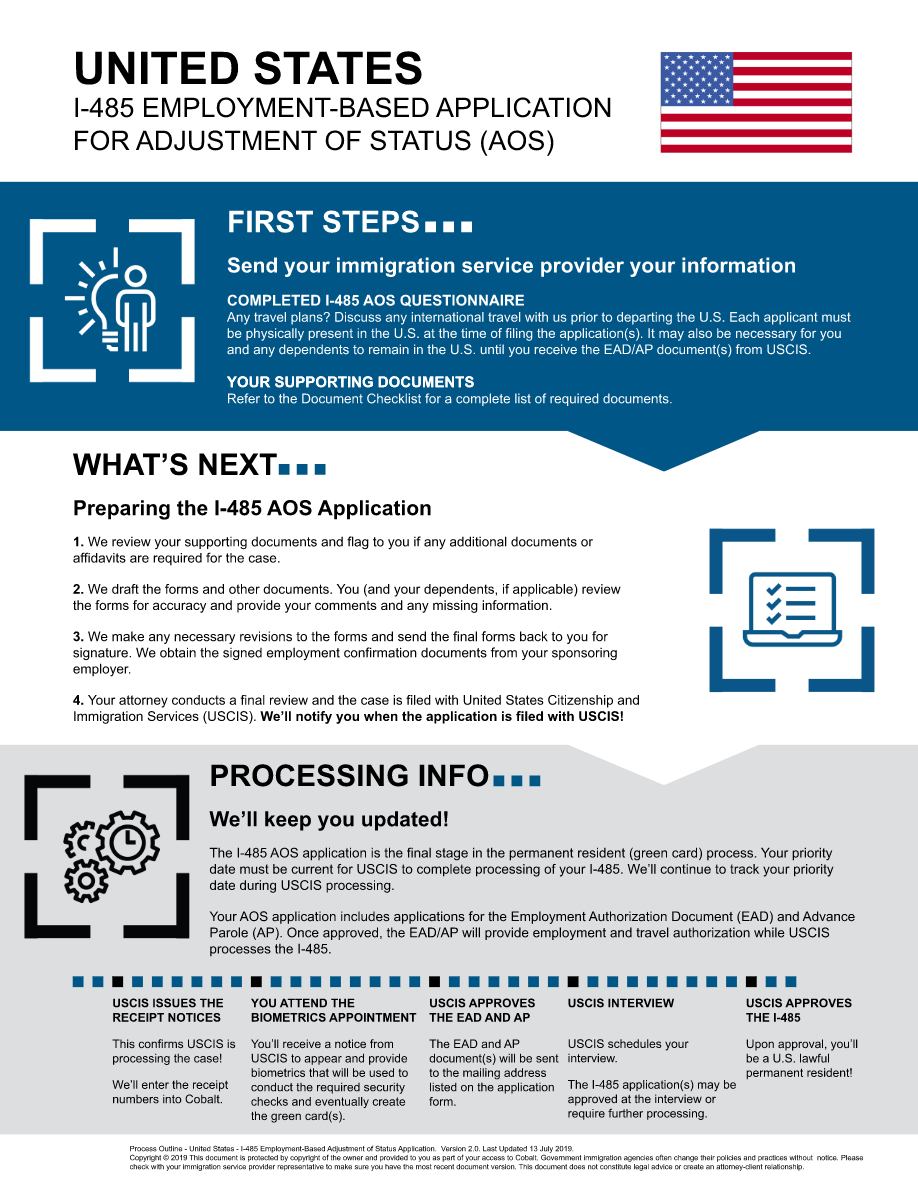 UNITED STATES
I-485 EMPLOYMENT-BASED APPLICATION
FOR ADJUSTMENT OF STATUS (AOS)
FIRST STEPS
Send your immigration service provider your information
COMPLETED I-485 AOS QUESTIONNAIRE
Any travel plans? Discuss any international travel with us prior to departing the U.S. Each applicant must
be physically present in the U.S. at the time of filing the application(s). It may also be necessary for you
and any dependents to remain in the U.S. until you receive the EAD/AP document(s) from USCIS.
YOUR SUPPORTING DOCUMENTS
Refer to the Document Checklist for a complete list of required documents.
WHAT'S NEXT
Preparing the I-485 AOS Application
1. We review your supporting documents and flag to you if any additional documents or
affidavits are required for the case.
2. We draft the forms and other documents. You (and your dependents, if applicable) review
the forms for accuracy and provide your comments and any missing information.
3. We make any necessary revisions to the forms and send the final forms back to you for
signature. We obtain the signed employment confirmation documents from your sponsoring
employer.
4. Your attorney conducts a final review and the case is filed with United States Citizenship and
Immigration Services (USCIS). We'll notify you when the application is filed with USCIS!
PROCESSING INFO
We'll keep you updated!
The I-485 AOS application is the final stage in the permanent resident (green card) process. Your priority
date must be current for USCIS to complete processing of your I-485. We'll continue to track your priority
date during USCIS processing.
Your AOS application includes applications for the Employment Authorization Document (EAD) and Advance
Parole (AP). Once approved, the EAD/AP will provide employment and travel authorization while USCIS
processes the I-485.
USCIS ISSUES THE
RECEIPT NOTICES
This confirms USCIS is
processing the case!
We'll enter the receipt
numbers into Cobalt.
YOU ATTEND THE
BIOMETRICS APPOINTMENT
You'll receive a notice from
USCIS to appear and provide
biometrics that will be used to
conduct the required security
checks and eventually create
the green card(s).
USCIS APPROVES
THE EAD AND AP
The EAD and AP
document(s) will be sent
to the mailing address
listed on the application
form.
USCIS INTERVIEW
USCIS schedules your
interview.
The I-485 application(s) may be
approved at the interview or
require further processing.
USCIS APPROVES
THE I-485
Upon approval, you'll
be a U.S. lawful
permanent resident!
Process Outline - United States - I-485 Employment-Based Adjustment of Status Application. Version 2.0. Last Updated 13 July 2019.
Copyright © 2019 This document is protected by copyright of the owner and provided to you as part of your access to Cobalt. Government immigration agencies often change their policies and practices without notice. Please
check with your immigration service provider representative to make sure you have the most recent document version. This document does not constitute legal advice or create an attorney-client relationship.